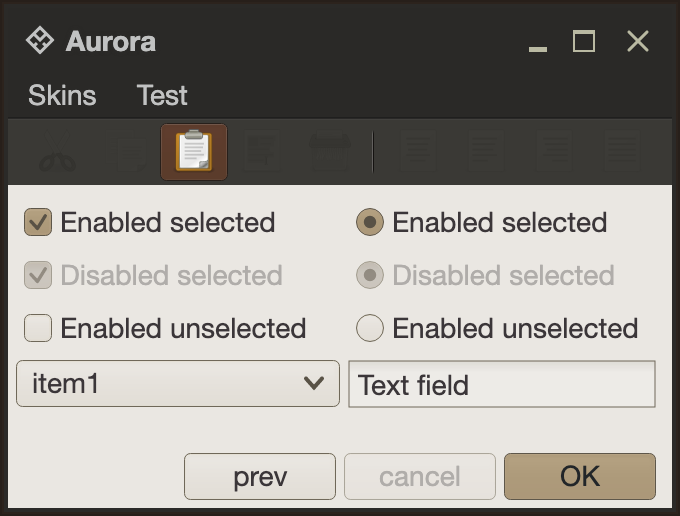 Aurora
Skins Test
Enabled selected Enabled selected
Disabled selected Disabled selected
Enabled unselected Enabled unselected
item1 Text field
prev cancel OK